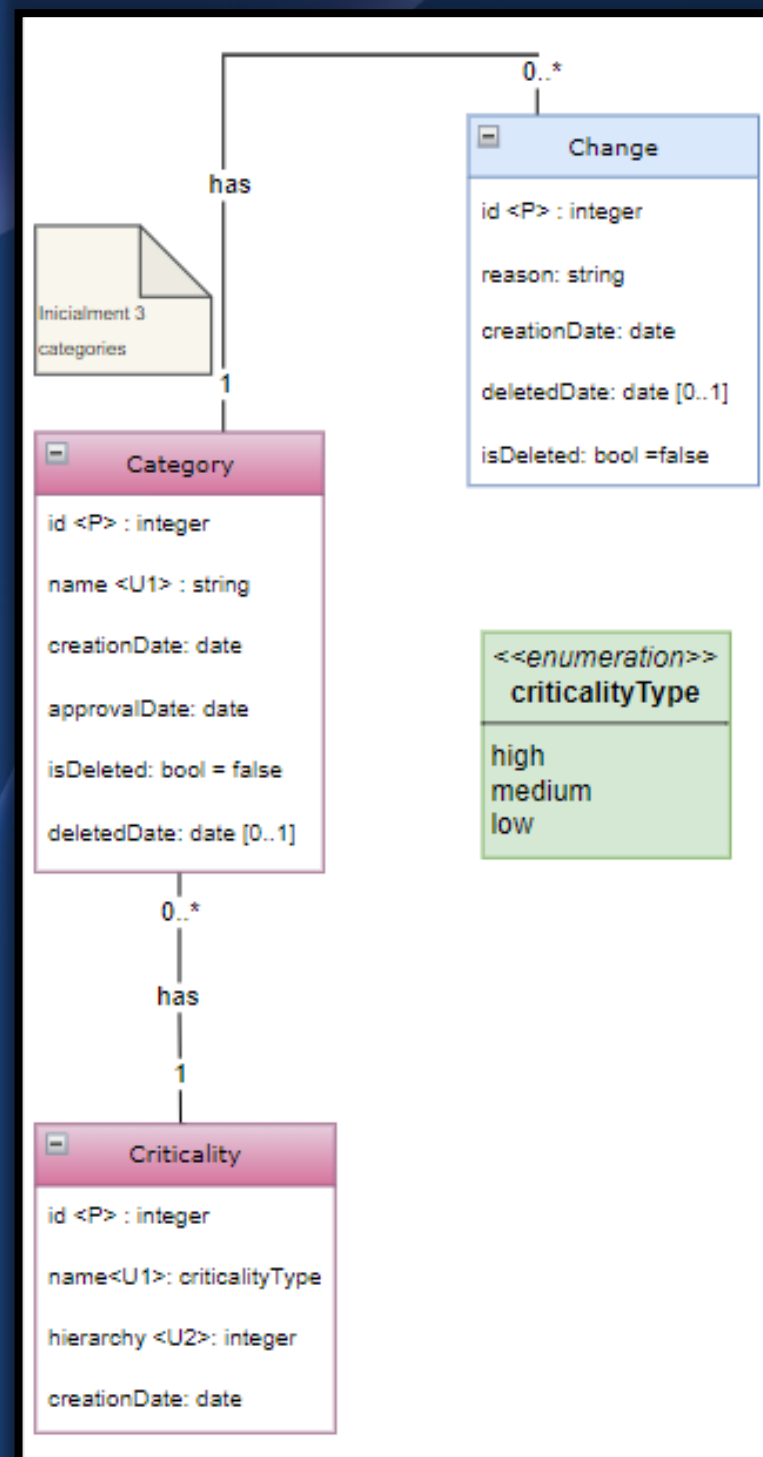 0..*
Change
id <P> : integer
reason: string
creationDate: date
deletedDate: date [0..1]
isDeleted: bool =false
has
Inicialment 3
categories
1
Category
id <P> : integer
name <U1> : string
creationDate: date
approvalDate: date
isDeleted: bool = false
deletedDate: date [0..1]
<<enumeration>>
criticalityType
high
medium
low
0..*
has
1
Criticality
id <P> : integer
name<U1>: criticalityType
hierarchy <U2>: integer
creationDate: date